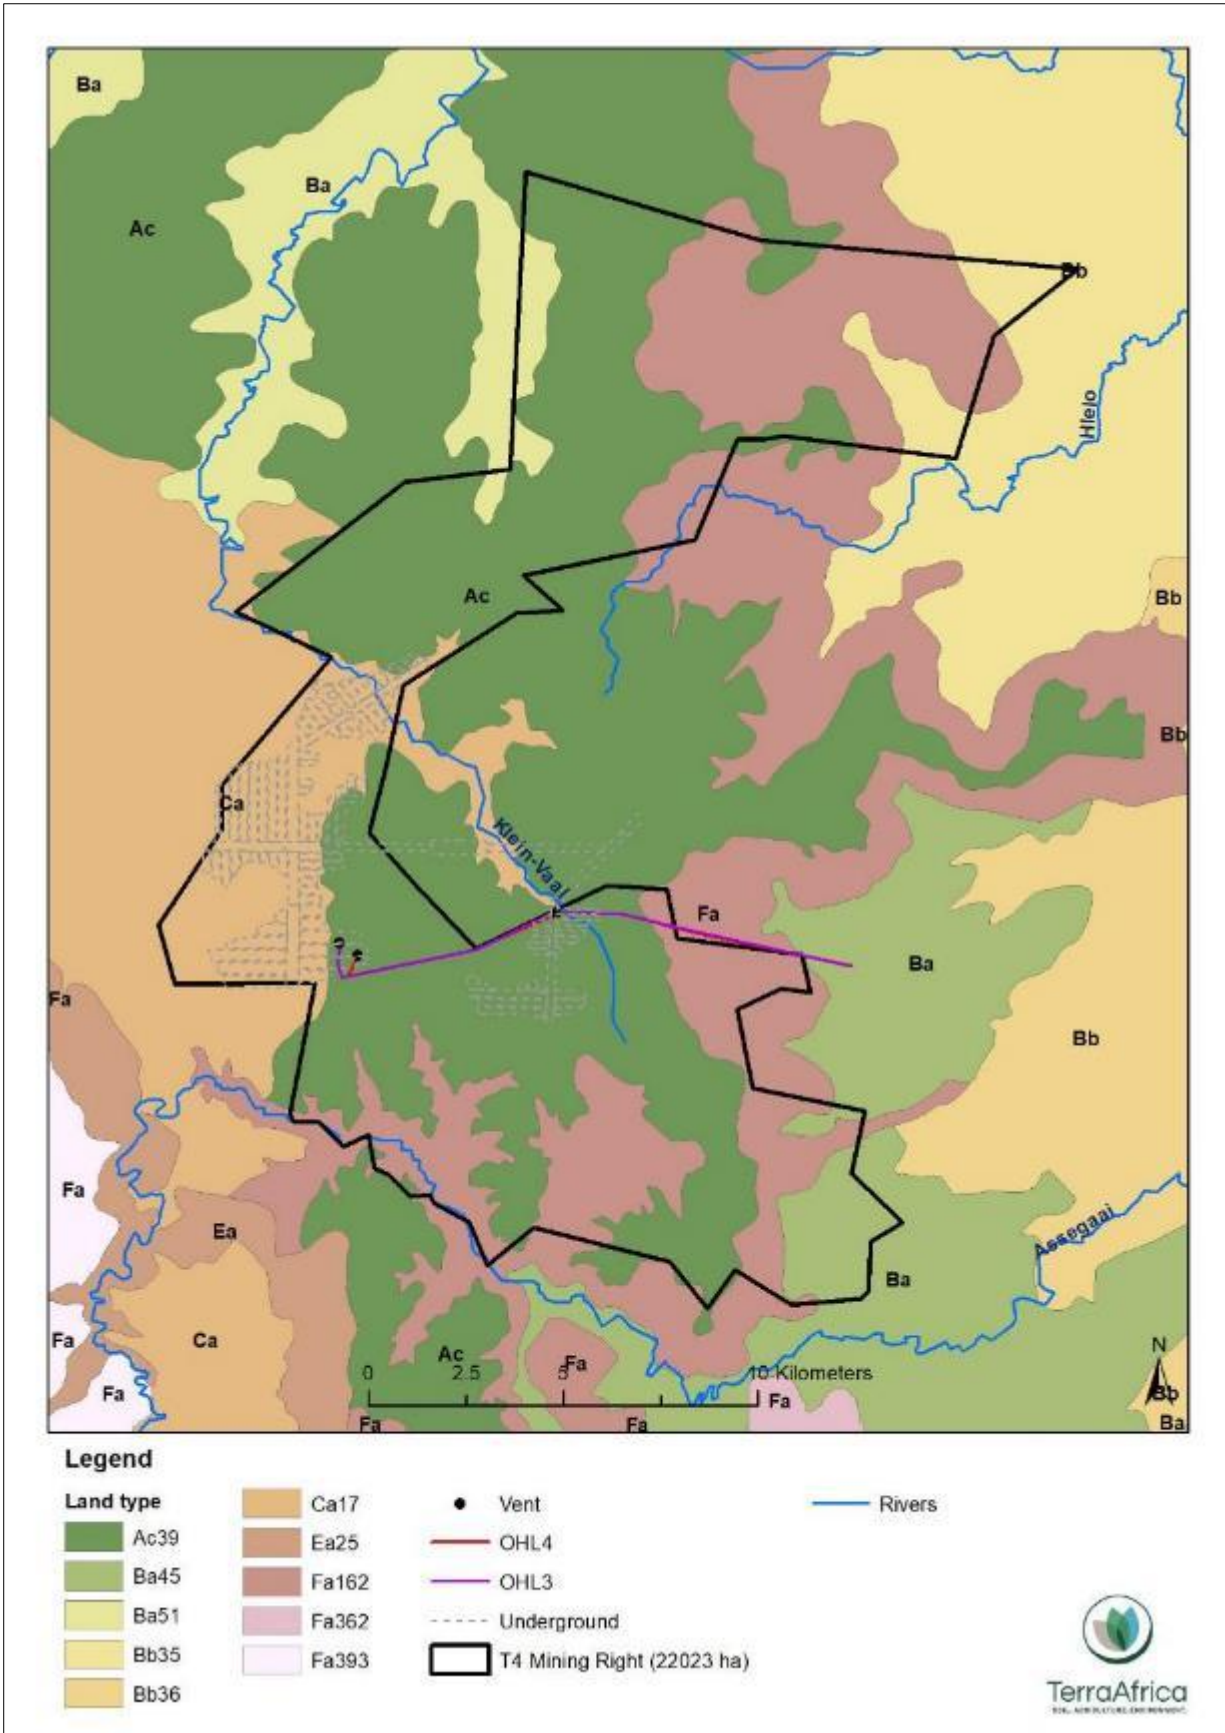 Ba
Ba
Ac
Bb
Hlelo
Ac
Bb
Bb
Ca
Klein-Vaal
Fa
Ba
Fa
Bb
Fa
Ea
Assegaai
Ba
Fa
Ca
Ac
Fa
N
0 2.5 5 10 Kilometers
Fa
Fa
Bb
Fa
Fa
Ba
Legend
Land type
Ac39
Ba45
Ba51
Bb35
Bb36
Ca17
Ea25
Fa162
Fa362
Fa393
Vent
OHL4
OHL3
Underground
T4 Mining Right (22023 ha)
Rivers
TerraAfrica
SOIL. AGRICULTURE. ENVIRONMENT.